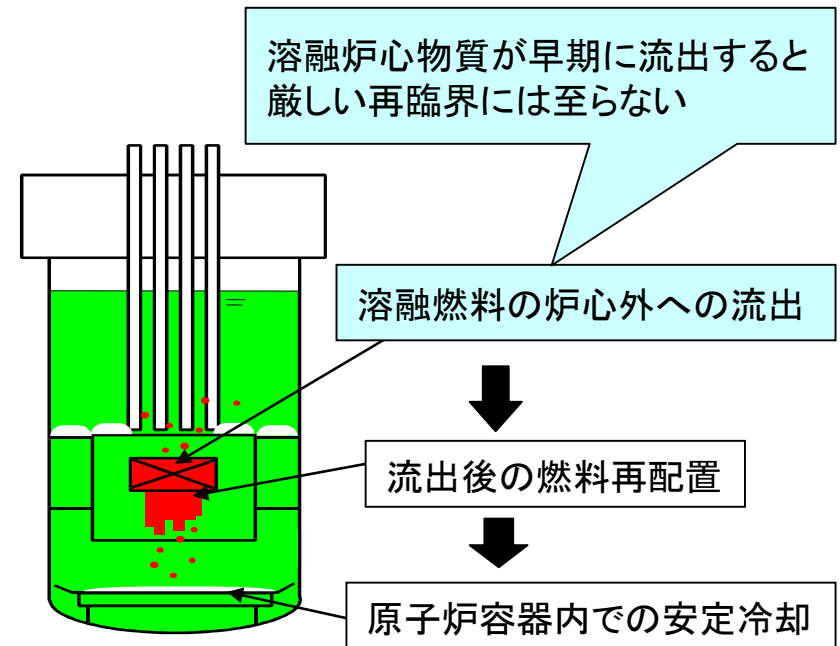 溶融炉心物質が早期に流出すると
厳しい再臨界には至らない
溶融燃料の炉心外への流出
流出後の燃料再配置
原子炉容器内での安定冷却